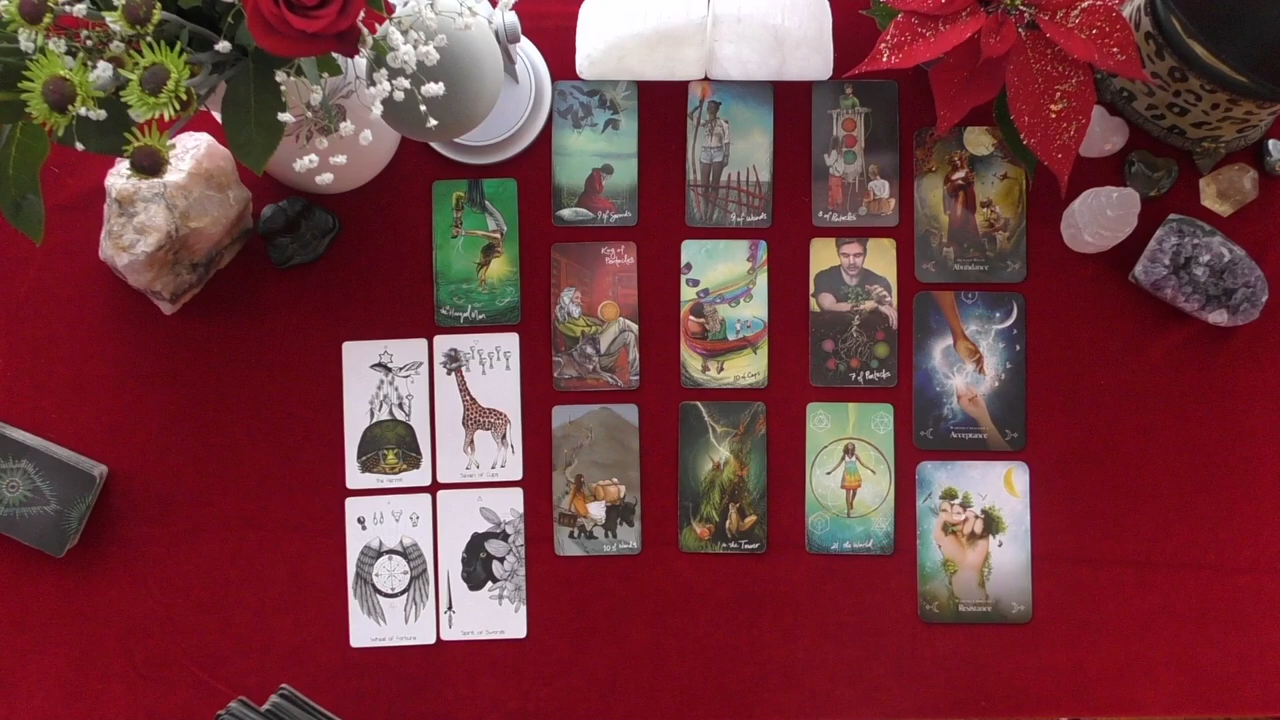 9 of Swords
9 of Wands
8 of Pentacles
Abundance
the Hanged Man
King of
Pentacles
10 of Cups
7 of Pentacles
Acceptance
The Hermit
Seven of Cups
10 of Wands
the Tower
21 the World
Resistance
Wheel of Fortune
Spirit of Swords